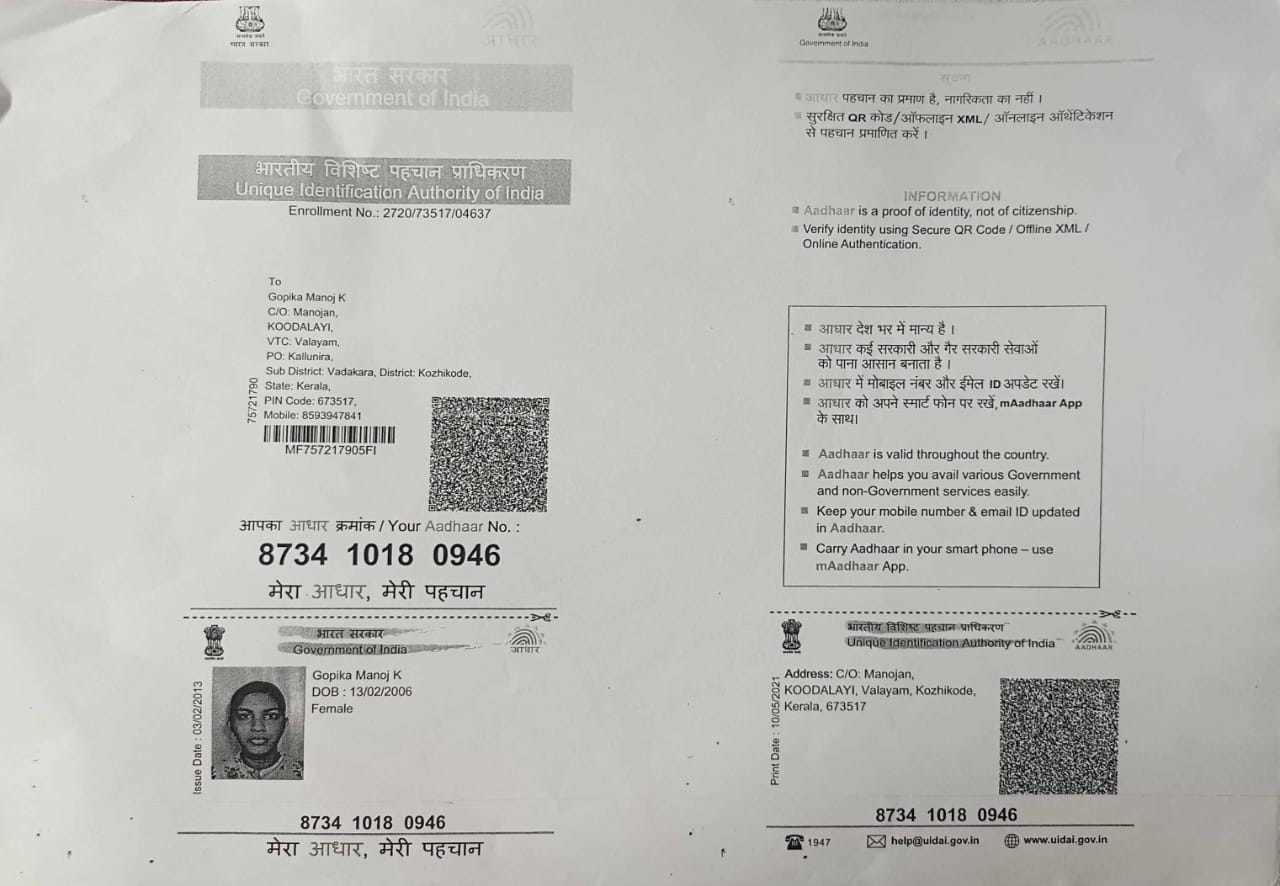 सत्यमेव जयते
भारत सरकार
आधार
भारत सरकार
Government of India
भारतीय विशिष्ट पहचान प्राधिकरण
Unique Identification Authority of India
Enrollment No.: 2720/73517/04637
To
Gopika Manoj K
C/O: Manojan,
KOODALAYI,
VTC: Valayam,
PO: Kallunira,
Sub District: Vadakara, District: Kozhikode,
State: Kerala,
PIN Code: 673517,
Mobile: 8593947841
75721790
MF757217905FI
आपका आधार क्रमांक / Your Aadhaar No. :
8734 1018 0946
मेरा आधार, मेरी पहचान
भारत सरकार
Government of India
आधार
Issue Date : 03/02/2013
Gopika Manoj K
DOB : 13/02/2006
Female
8734 1018 0946
मेरा आधार, मेरी पहचान
सत्यमेव जयते
Government of India
AADHAAR
सूचना
आधार पहचान का प्रमाण है, नागरिकता का नहीं ।
सुरक्षित QR कोड/ऑफलाइन XML/ ऑनलाइन ऑथेंटिकेशन
से पहचान प्रमाणित करें ।
INFORMATION
Aadhaar is a proof of identity, not of citizenship.
Verify identity using Secure QR Code / Offline XML /
Online Authentication.
आधार देश भर में मान्य है ।
आधार कई सरकारी और गैर सरकारी सेवाओं
को पाना आसान बनाता है ।
आधार में मोबाइल नंबर और ईमेल ID अपडेट रखें।
आधार को अपने स्मार्ट फोन पर रखें, mAadhaar App
के साथ।
Aadhaar is valid throughout the country.
Aadhaar helps you avail various Government
and non-Government services easily.
Keep your mobile number & email ID updated
in Aadhaar.
Carry Aadhaar in your smart phone – use
mAadhaar App.
भारतीय विशिष्ट पहचान प्राधिकरण
Unique Identification Authority of India
AADHAAR
Print Date : 10/05/2021
Address: C/O: Manojan,
KOODALAYI, Valayam, Kozhikode,
Kerala, 673517
8734 1018 0946
1947
help@uidai.gov.in
www.uidai.gov.in